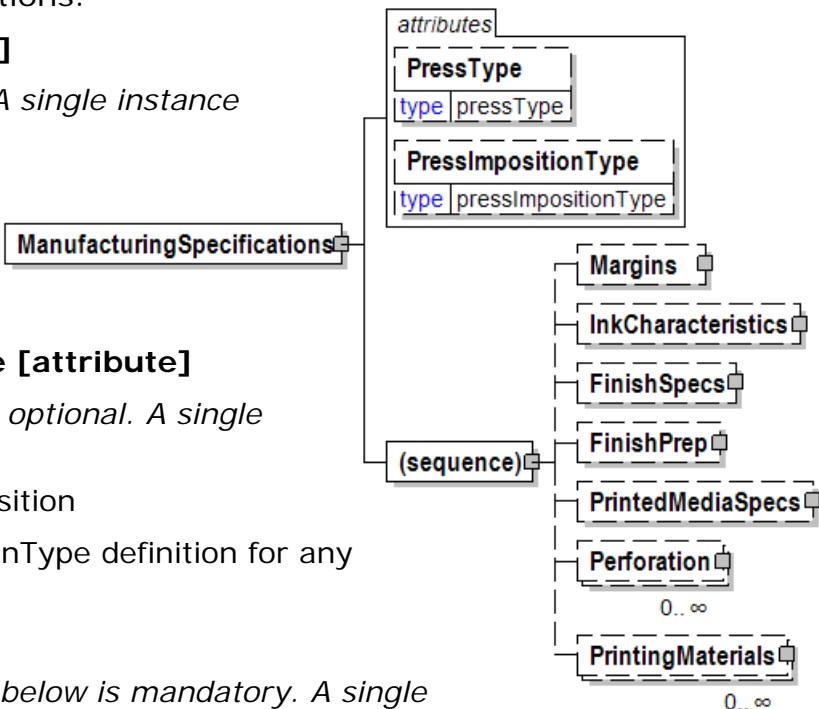 tions.
attributes
]
PressType
A single instance
type pressType
PressImpositionType
type pressImpositionType
ManufacturingSpecifications
Margins
InkCharacteristics
e [attribute]
FinishSpecs
optional. A single
FinishPrep
(sequence)
sition
PrintedMediaSpecs
nType definition for any
Perforation
0.. ∞
PrintingMaterials
below is mandatory. A single
0.. ∞